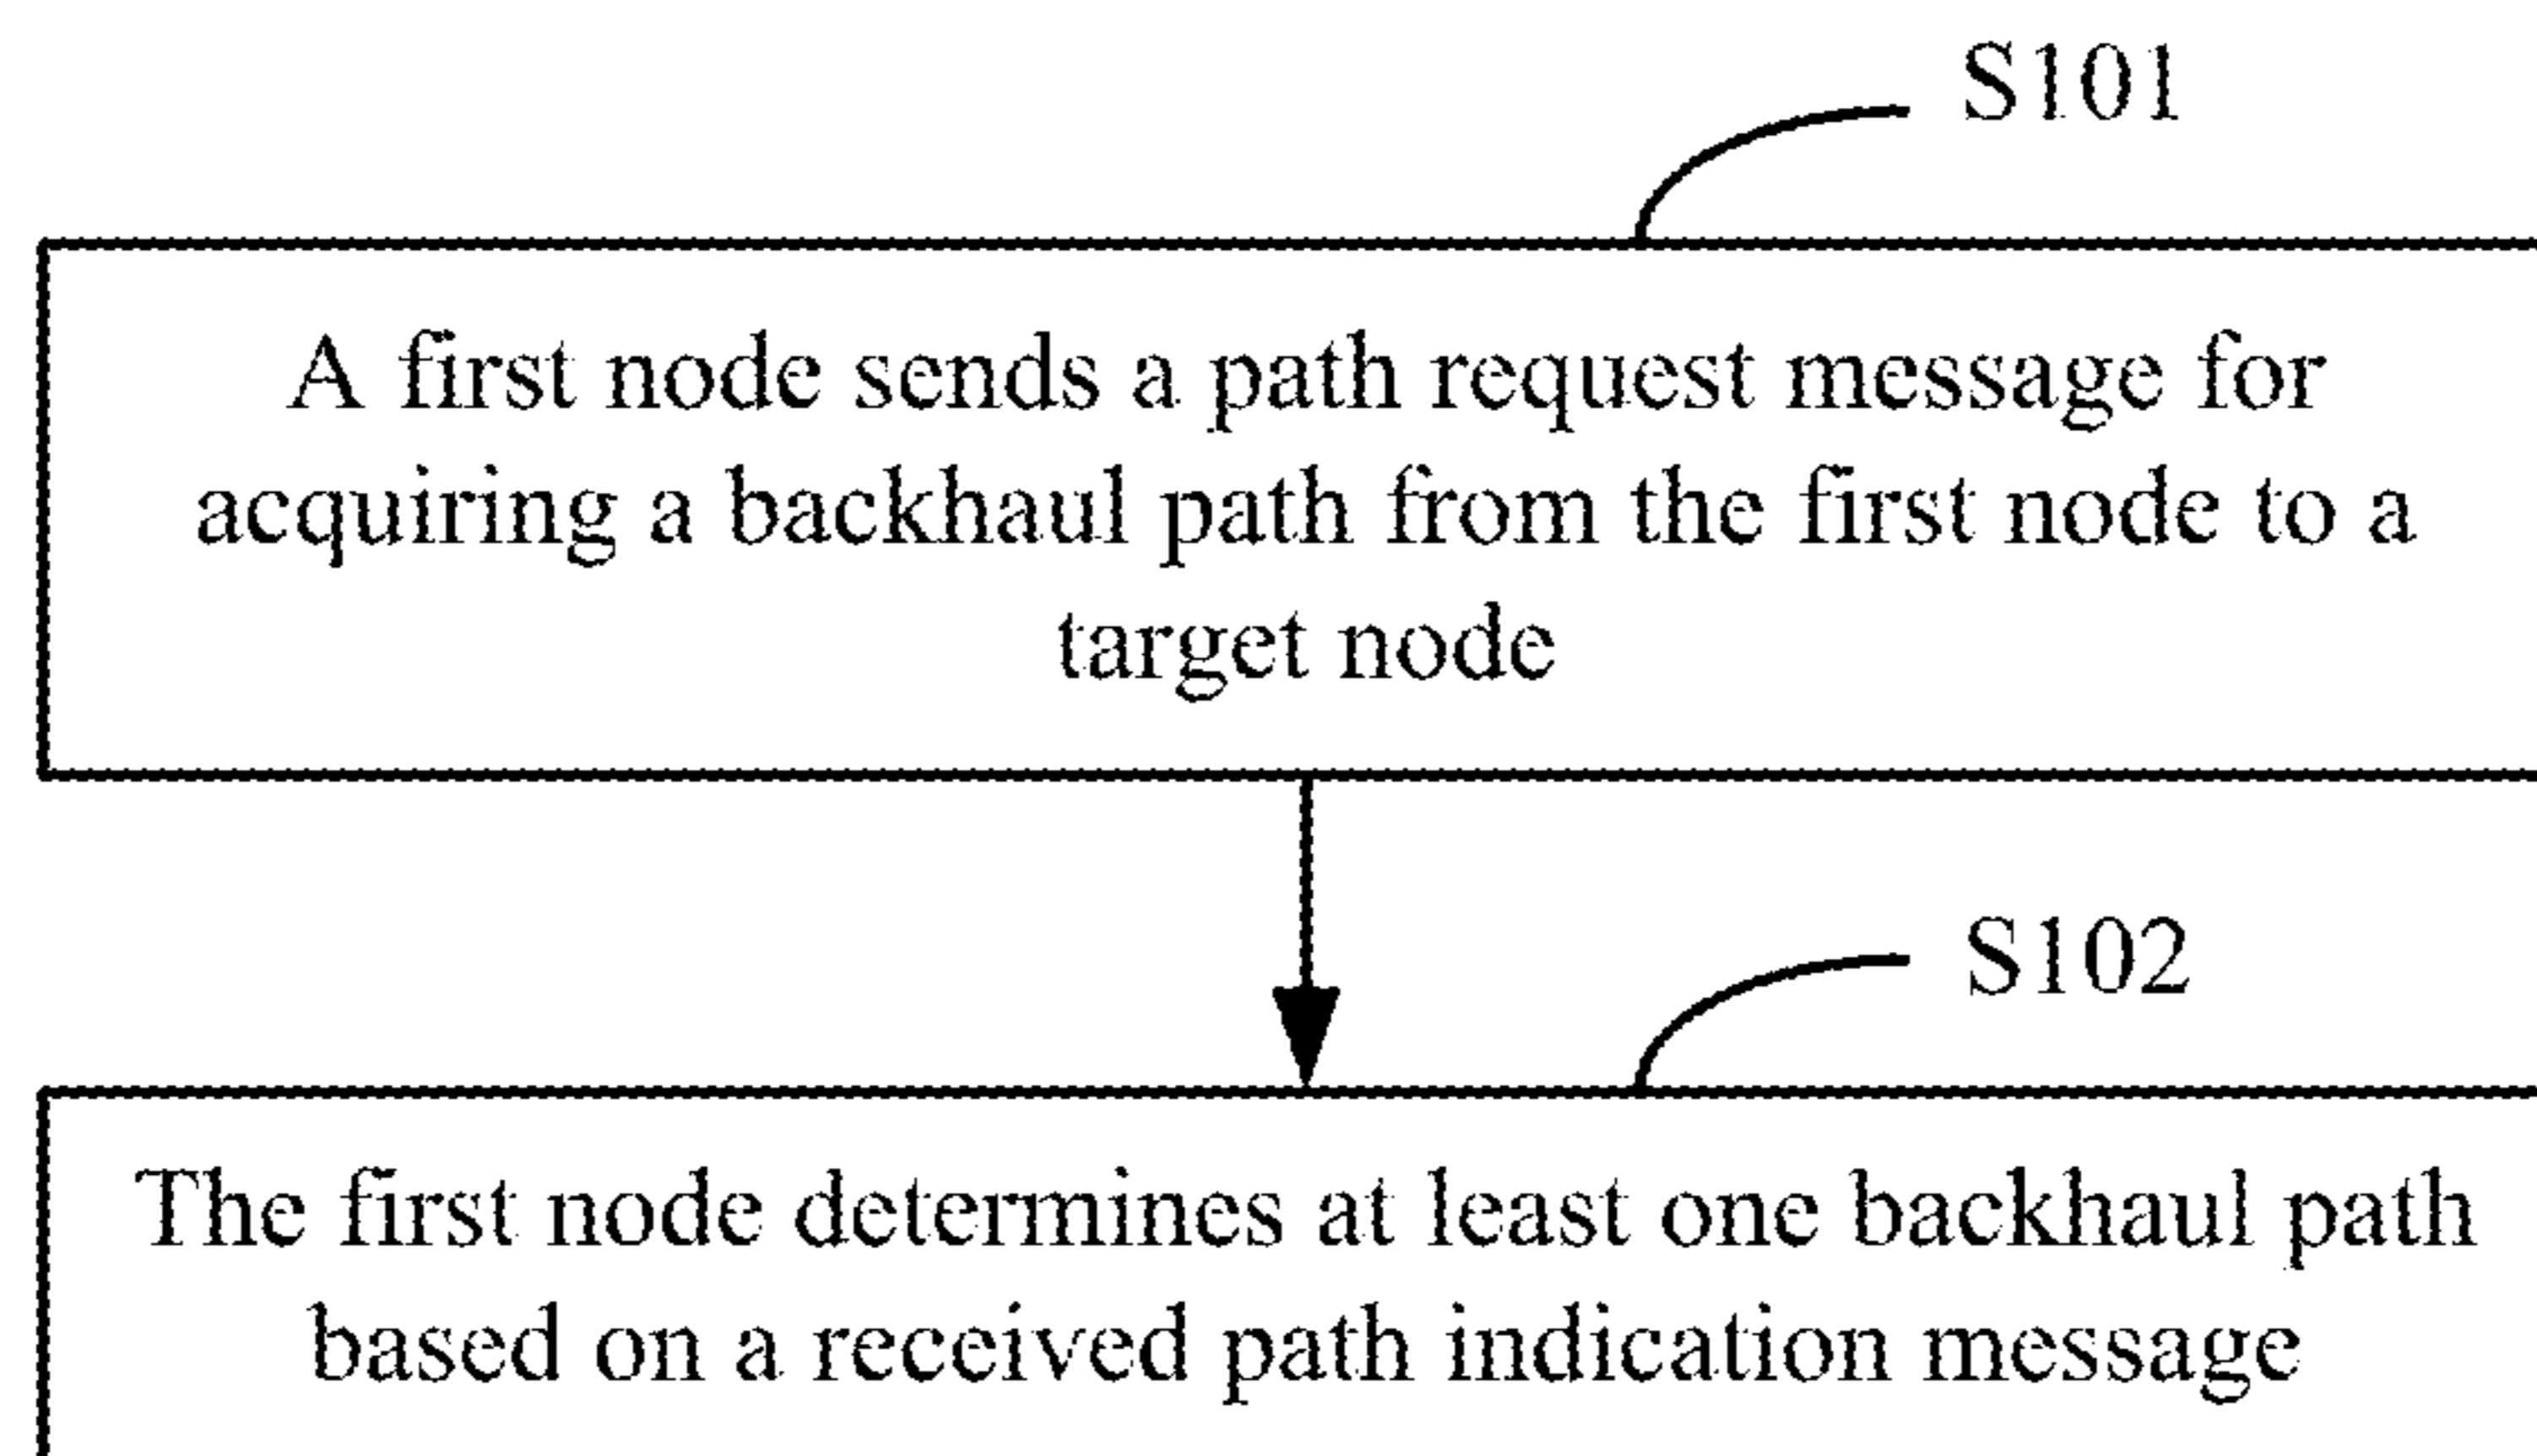 S101
A first node sends a path request message for
acquiring a backhaul path from the first node to a
target node
S102
The first node determines at least one backhaul path
based on a received path indication message